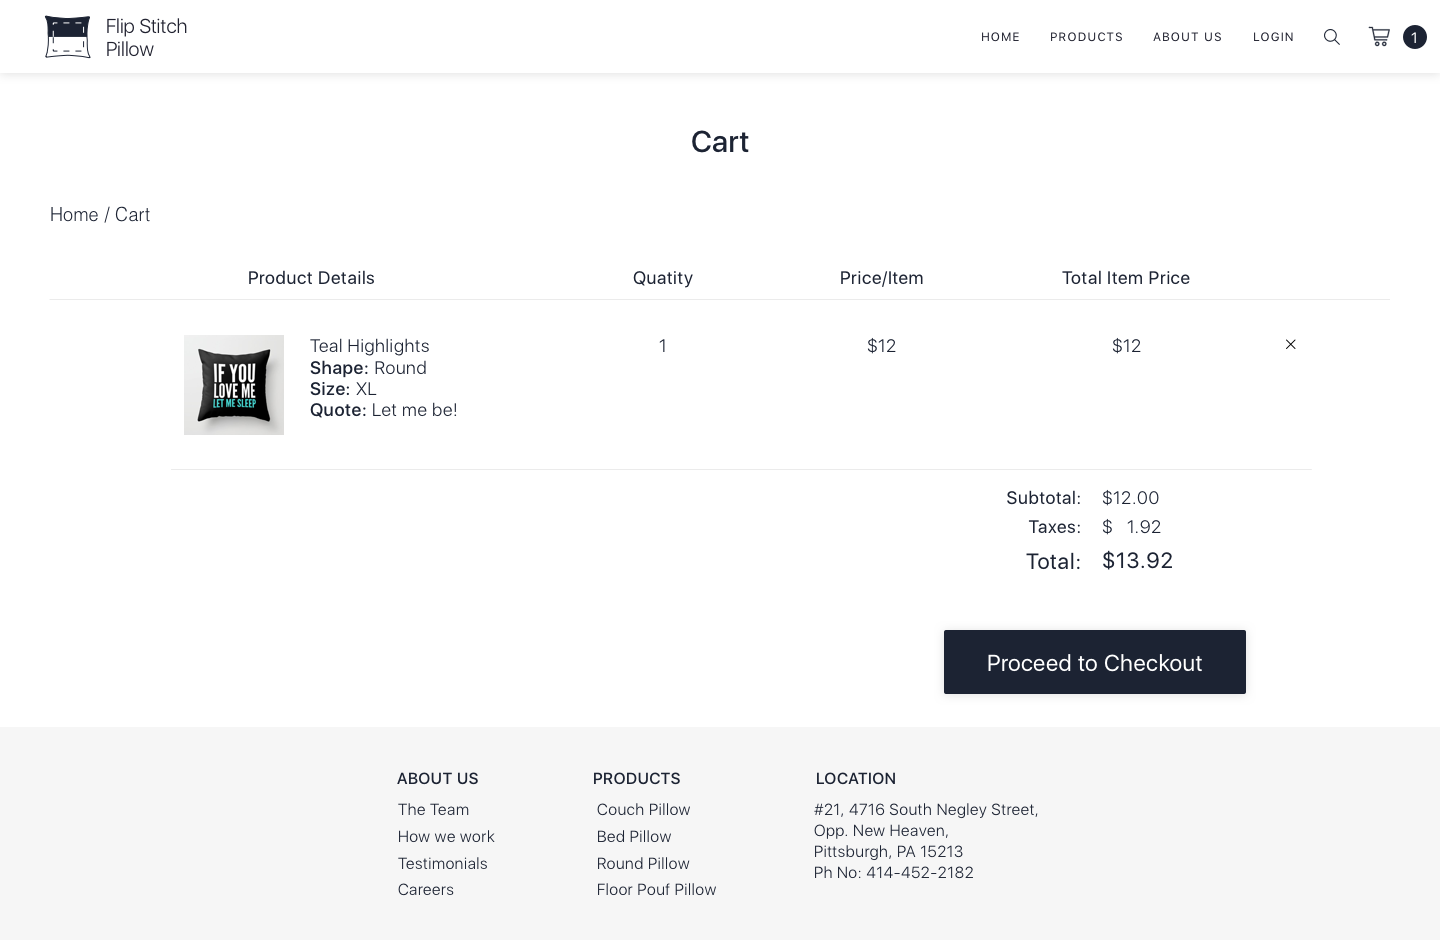 Flip Stitch
Pillow
HOME PRODUCTS ABOUT US LOGIN 1
Cart
Home / Cart
Product Details Quatity Price/Item Total Item Price
IF YOU
LOVE ME
LET ME SLEEP
Teal Highlights 1 $12 $12 ×
Shape: Round
Size: XL
Quote: Let me be!
Subtotal: $12.00
Taxes: $ 1.92
Total: $13.92
Proceed to Checkout
ABOUT US
The Team
How we work
Testimonials
Careers
PRODUCTS
Couch Pillow
Bed Pillow
Round Pillow
Floor Pouf Pillow
LOCATION
#21, 4716 South Negley Street,
Opp. New Heaven,
Pittsburgh, PA 15213
Ph No: 414-452-2182